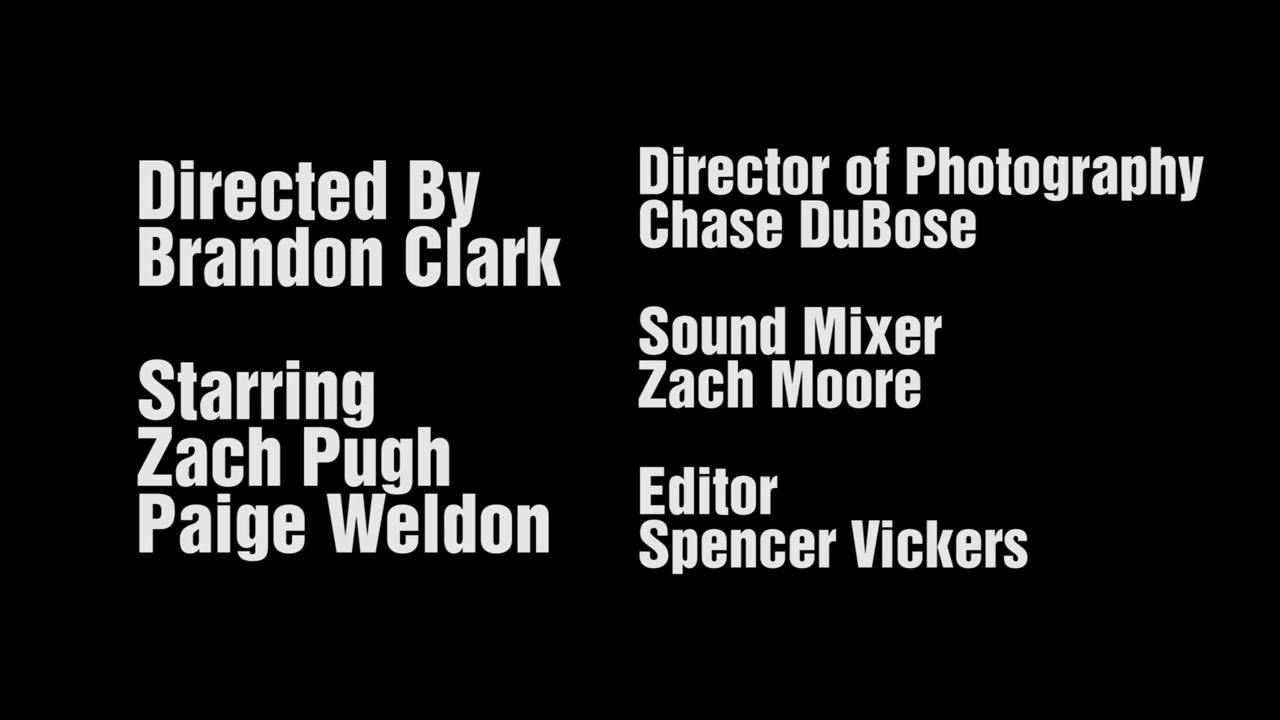 Directed By
Brandon Clark
Starring
Zach Pugh
Paige Weldon
Director of Photography
Chase DuBose
Sound Mixer
Zach Moore
Editor
Spencer Vickers